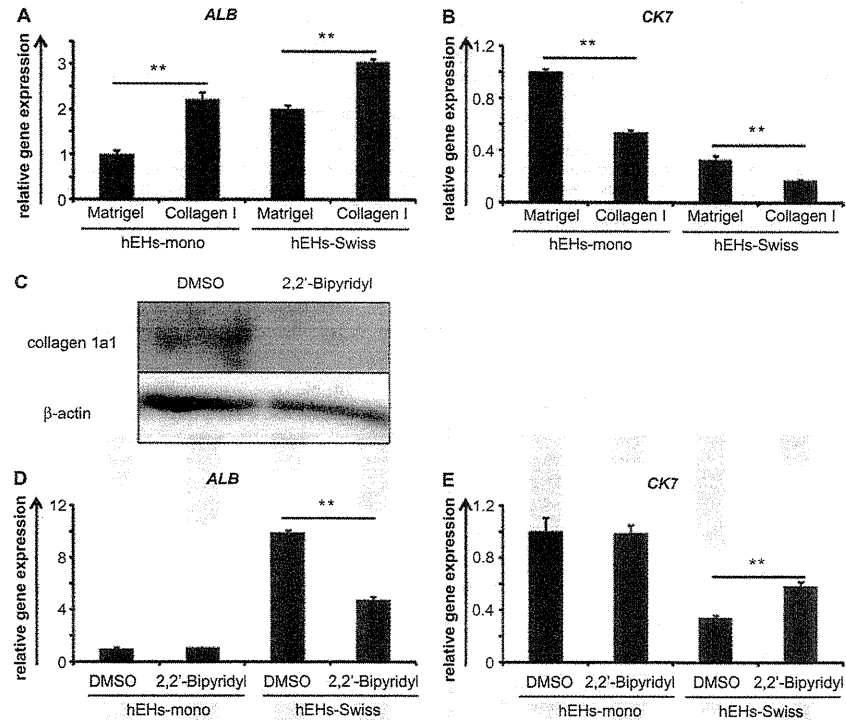 A
ALB
relative gene expression
3
2
1
0
**
**
Matrigel Collagen I Matrigel Collagen I
hEHs-mono hEHs-Swiss
B
CK7
relative gene expression
1.2
0.8
0.4
0
**
**
Matrigel Collagen I Matrigel Collagen I
hEHs-mono hEHs-Swiss
C
DMSO 2,2'-Bipyridyl
collagen 1a1
β-actin
D
ALB
relative gene expression
12
8
4
0
**
DMSO 2,2'-Bipyridyl DMSO 2,2'-Bipyridyl
hEHs-mono hEHs-Swiss
E
CK7
relative gene expression
1.2
0.8
0.4
0
**
DMSO 2,2'-Bipyridyl DMSO 2,2'-Bipyridyl
hEHs-mono hEHs-Swiss